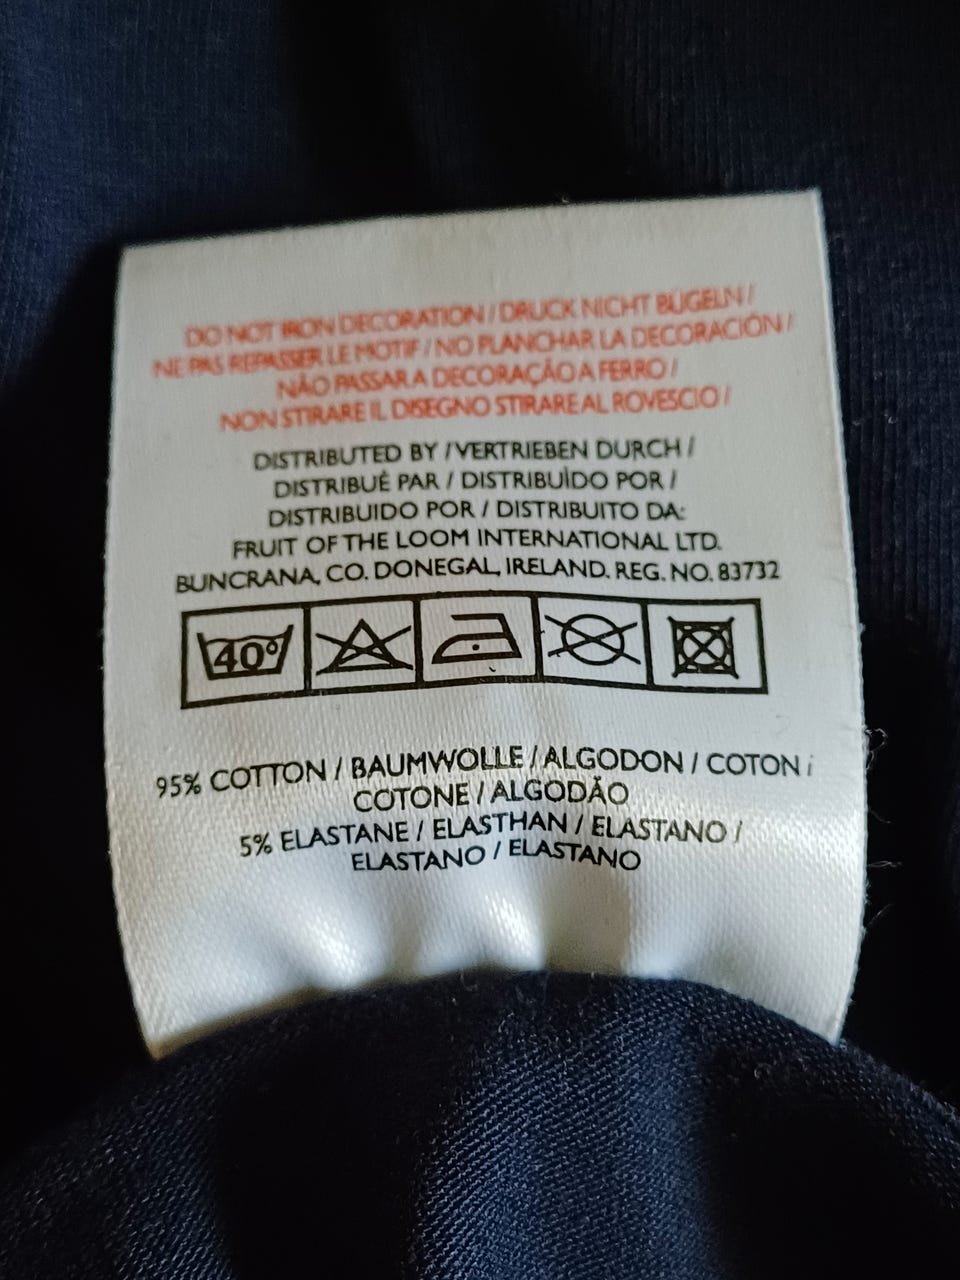 DO NOT IRON DECORATION / DRUCK NICHT BÜGELN /
NE PAS REPASSER LE MOTIF / NO PLANCHAR LA DECORACIÓN /
NÃO PASSAR A DECORAÇÃO A FERRO /
NON STIRARE IL DISEGNO STIRARE AL ROVESCIO /
DISTRIBUTED BY / VERTRIEBEN DURCH /
DISTRIBUÉ PAR / DISTRIBUÌDO POR /
DISTRIBUIDO POR / DISTRIBUITO DA:
FRUIT OF THE LOOM INTERNATIONAL LTD.
BUNCRANA, CO. DONEGAL, IRELAND. REG. NO. 83732
40°
95% COTTON / BAUMWOLLE / ALGODON / COTON /
COTONE / ALGODÃO
5% ELASTANE / ELASTHAN / ELASTANO /
ELASTANO / ELASTANO